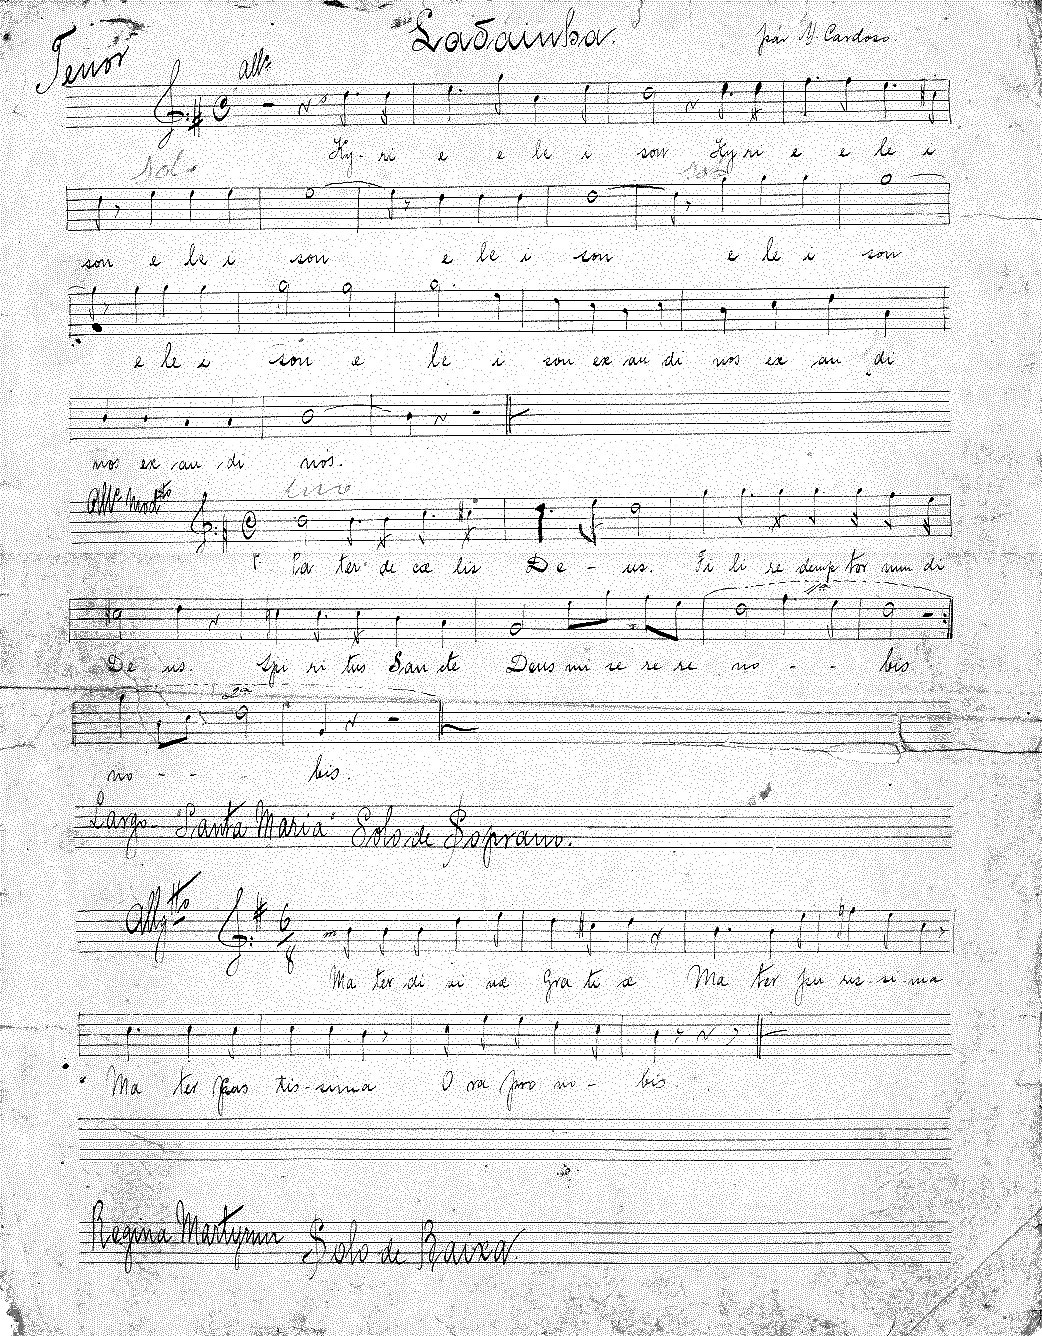 Tenor
Ladainha.
por M. Cardoso
All.º
Ky-ri e e le i son Ky ri e e le i
sol
son e le i son e le i son e le i son
e le i son e le i son ex au di nos ex au di
nos ex au di nos.
All.º Mod.to
Pa ter de cœ lis De - us. Fi li re demp tor mun di
De us. Spi ri tus San cte Deus mi se re re no - - bis
no - - - bis.
Largo - "Santa Maria" Solo de Soprano.
Allg.tto
6/8
Ma ter di vi næ Gra ti æ Ma ter pu ris-si-ma
Ma ter cas tis-sima O ra pro no - bis.
Regina Martyrum Solo de Baixo